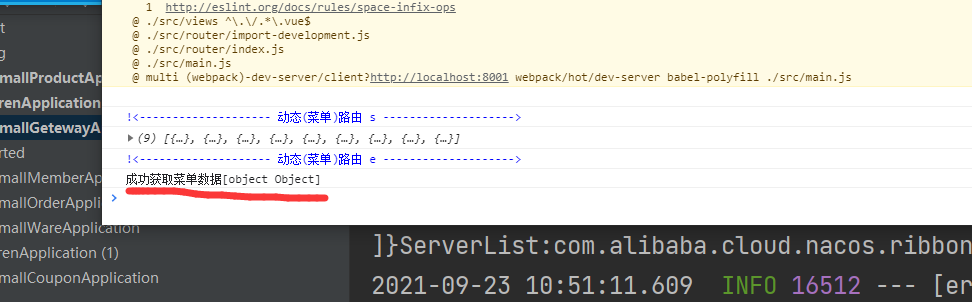 1  http://eslint.org/docs/rules/space-infix-ops
@ ./src/views ^\.\/.*\.vue$
@ ./src/router/import-development.js
@ ./src/router/index.js
@ ./src/main.js
@ multi (webpack)-dev-server/client?http://localhost:8001 webpack/hot/dev-server babel-polyfill ./src/main.js
!<------------------- 动态(菜单)路由 s ------------------->
(9) [{…}, {…}, {…}, {…}, {…}, {…}, {…}, {…}, {…}]
!<------------------- 动态(菜单)路由 e ------------------->
成功获取菜单数据[object Object]
>
mallProductAp
renApplication
mallGetewayA
rted
mallMemberAp
mallOrderApplic
mallWareApplication
renApplication (1)
mallCouponApplication
]}ServerList:com.alibaba.cloud.nacos.ribbon
2021-09-23 10:51:11.609  INFO 16512 --- [er